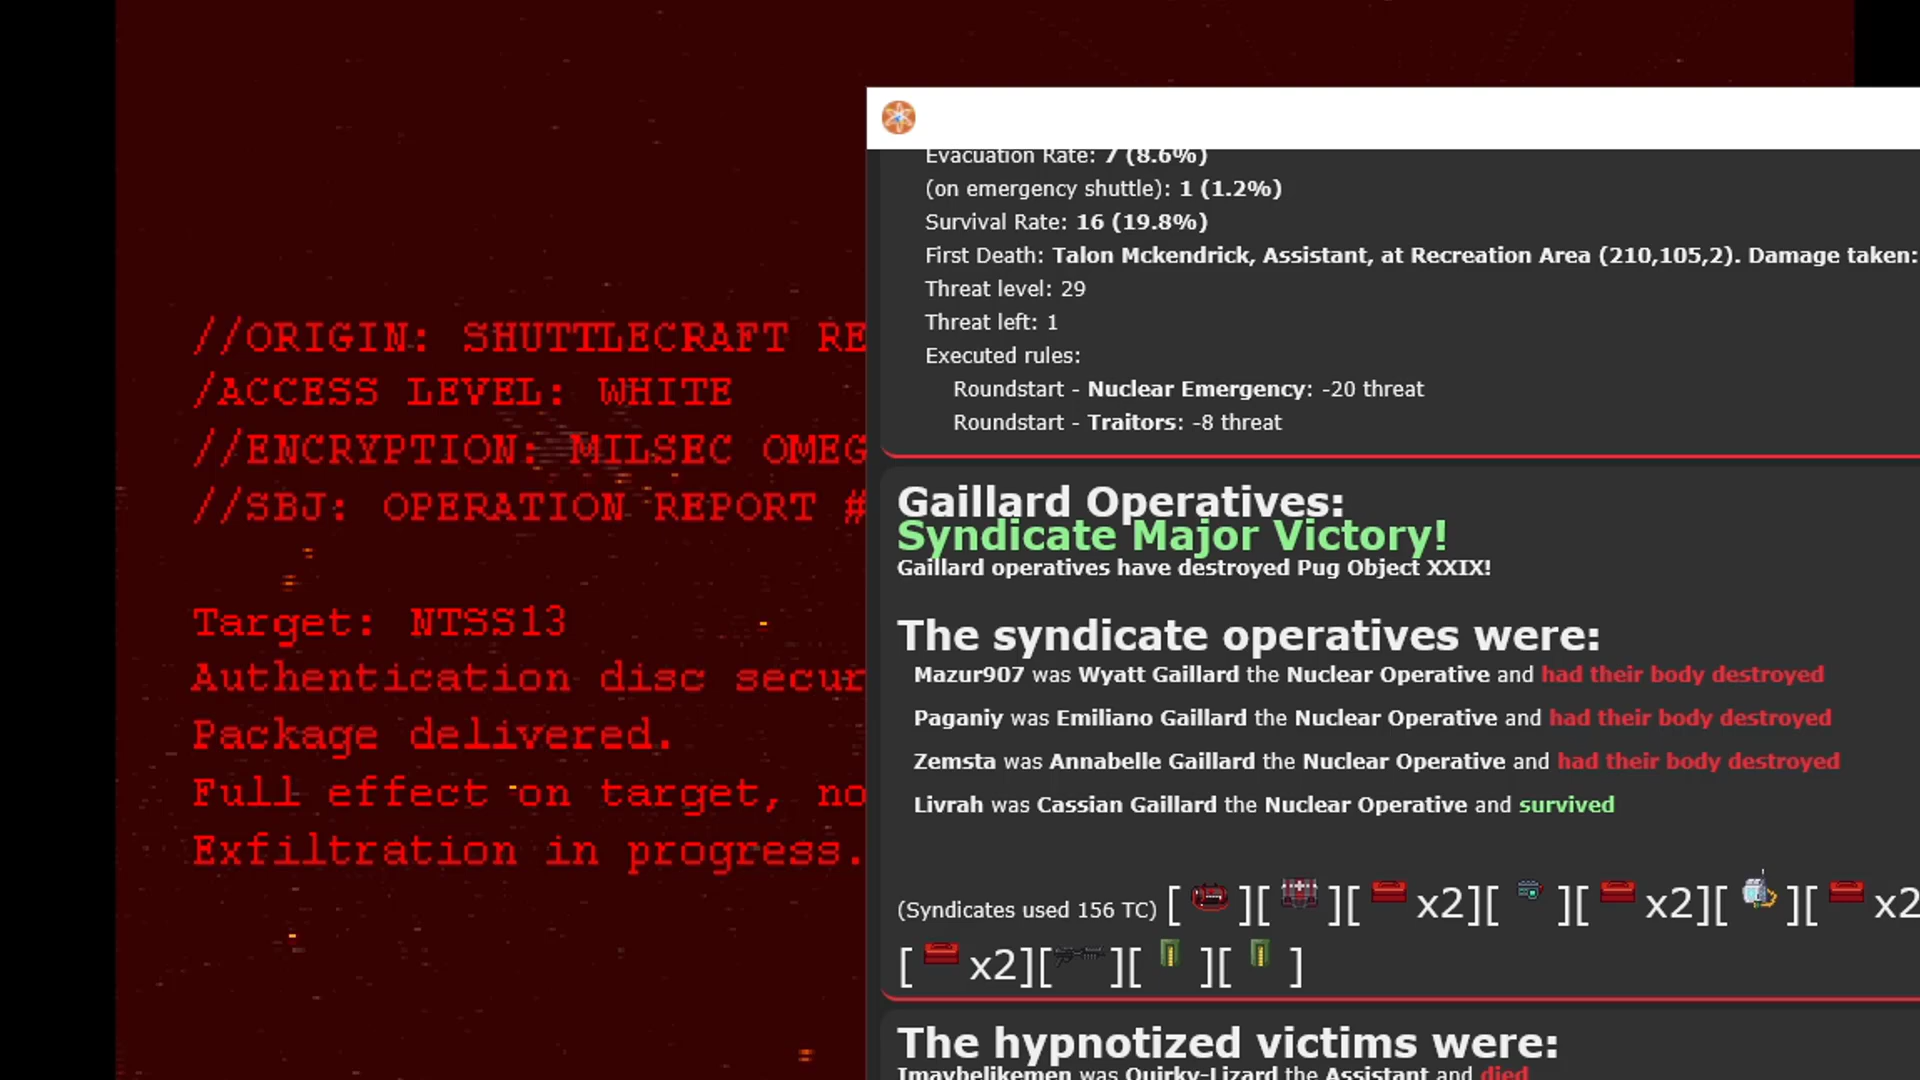 //ORIGIN: SHUTTLECRAFT RE
/ACCESS LEVEL: WHITE
//ENCRYPTION: MILSEC OMEG
//SBJ: OPERATION REPORT #
Target: NTSS13
Authentication disc secur
Package delivered.
Full effect on target, no
Exfiltration in progress.
Evacuation Rate: 7 (8.6%)
(on emergency shuttle): 1 (1.2%)
Survival Rate: 16 (19.8%)
First Death: Talon Mckendrick, Assistant, at Recreation Area (210,105,2). Damage taken:
Threat level: 29
Threat left: 1
Executed rules:
Roundstart - Nuclear Emergency: -20 threat
Roundstart - Traitors: -8 threat
Gaillard Operatives:
Syndicate Major Victory!
Gaillard operatives have destroyed Pug Object XXIX!
The syndicate operatives were:
Mazur907 was Wyatt Gaillard the Nuclear Operative and had their body destroyed
Paganiy was Emiliano Gaillard the Nuclear Operative and had their body destroyed
Zemsta was Annabelle Gaillard the Nuclear Operative and had their body destroyed
Livrah was Cassian Gaillard the Nuclear Operative and survived
(Syndicates used 156 TC) [ ][ ][ x2][ ][ x2][ ][ x2
[ x2][ ][ ][ ]
The hypnotized victims were:
Imaybelikemen was Quirky-Lizard the Assistant and died